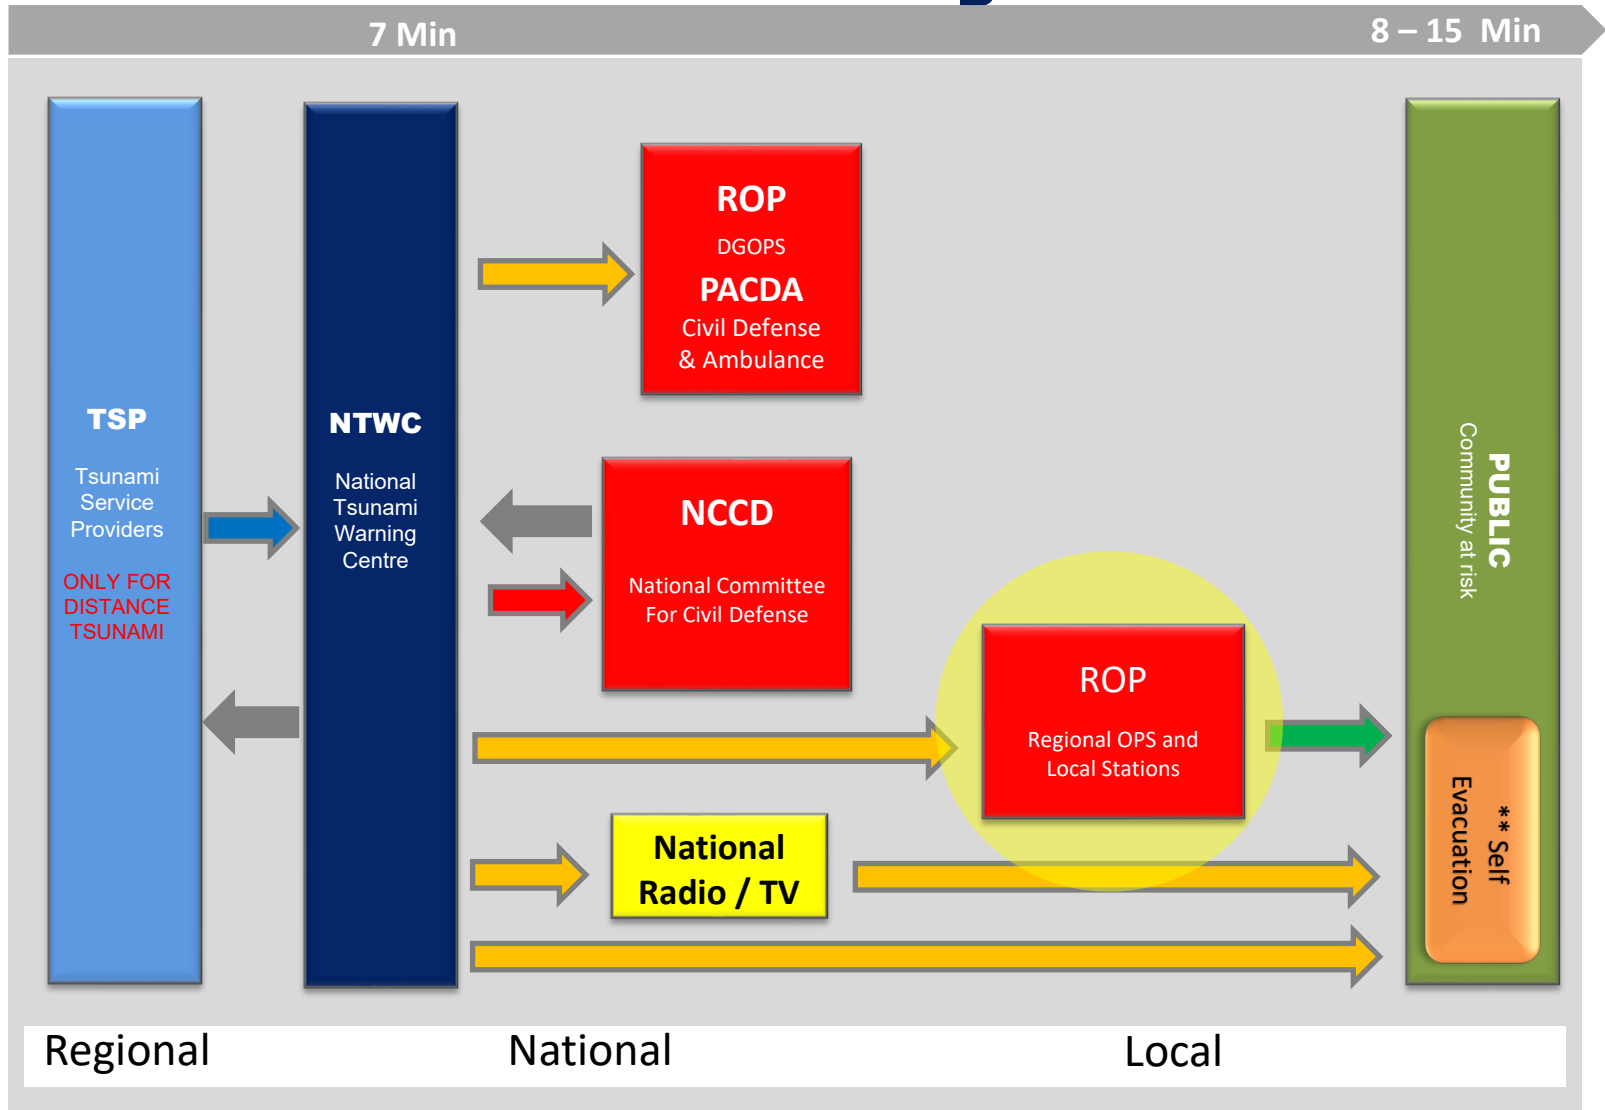 7 Min
8 – 15 Min
TSP
Tsunami
Service
Providers
ONLY FOR
DISTANCE
TSUNAMI
NTWC
National
Tsunami
Warning
Centre
ROP
DGOPS
PACDA
Civil Defense
& Ambulance
NCCD
National Committee
For Civil Defense
ROP
Regional OPS and
Local Stations
National
Radio / TV
PUBLIC
Community at risk
** Self
Evacuation
Regional
National
Local